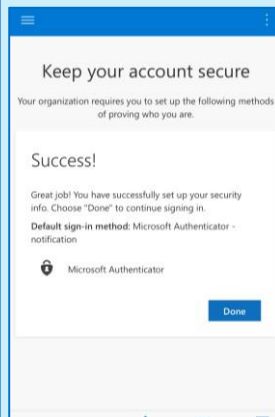 Keep your account secure
Your organization requires you to set up the following methods
of proving who you are.
Success!
Great job! You have successfully set up your security
info. Choose "Done" to continue signing in.
Default sign-in method: Microsoft Authenticator -
notification
Microsoft Authenticator
Done